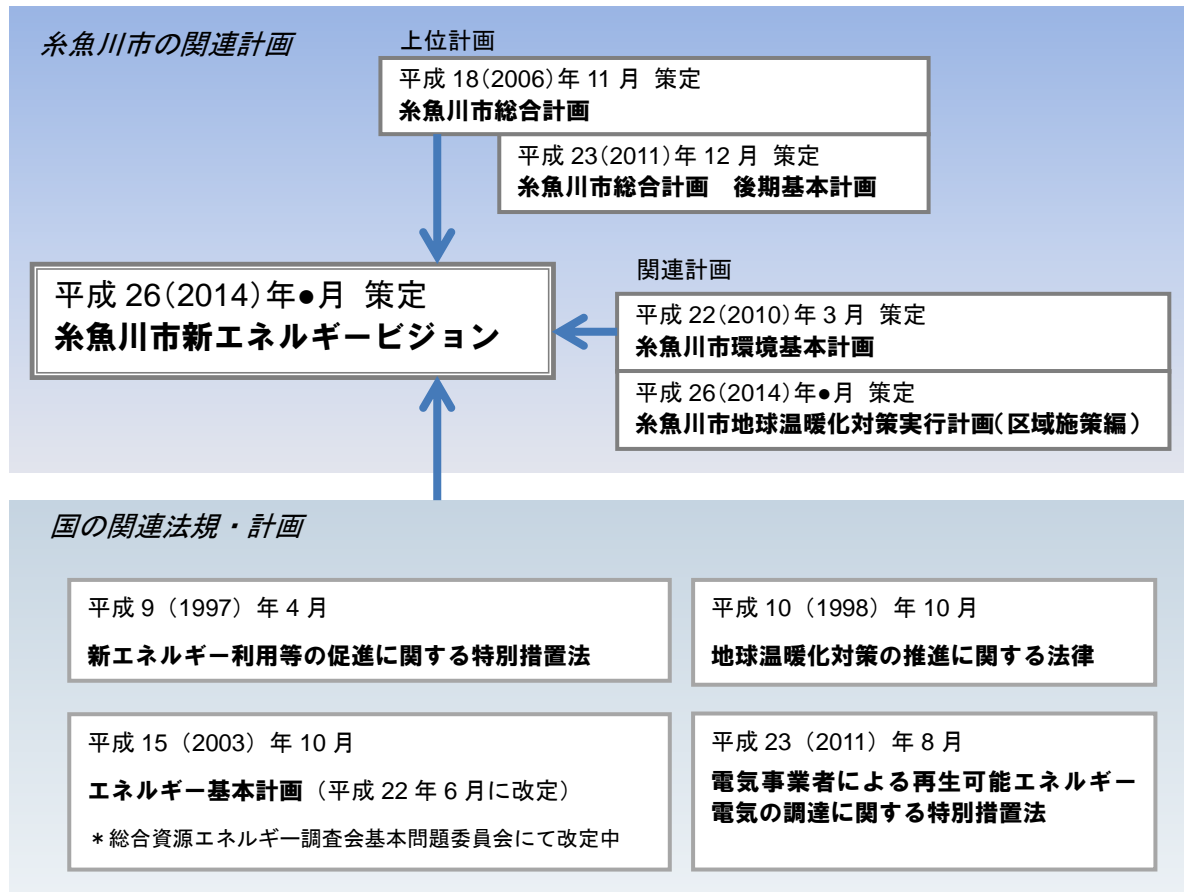 糸魚川市の関連計画
上位計画
平成 18(2006)年 11 月 策定
糸魚川市総合計画
平成 23(2011)年 12 月 策定
糸魚川市総合計画　後期基本計画
平成 26(2014)年●月 策定
糸魚川市新エネルギービジョン
関連計画
平成 22(2010)年 3 月 策定
糸魚川市環境基本計画
平成 26(2014)年●月 策定
糸魚川市地球温暖化対策実行計画(区域施策編)
国の関連法規・計画
平成 9（1997）年 4 月
新エネルギー利用等の促進に関する特別措置法
平成 10（1998）年 10 月
地球温暖化対策の推進に関する法律
平成 15（2003）年 10 月
エネルギー基本計画（平成 22 年 6 月に改定）
＊総合資源エネルギー調査会基本問題委員会にて改定中
平成 23（2011）年 8 月
電気事業者による再生可能エネルギー
電気の調達に関する特別措置法